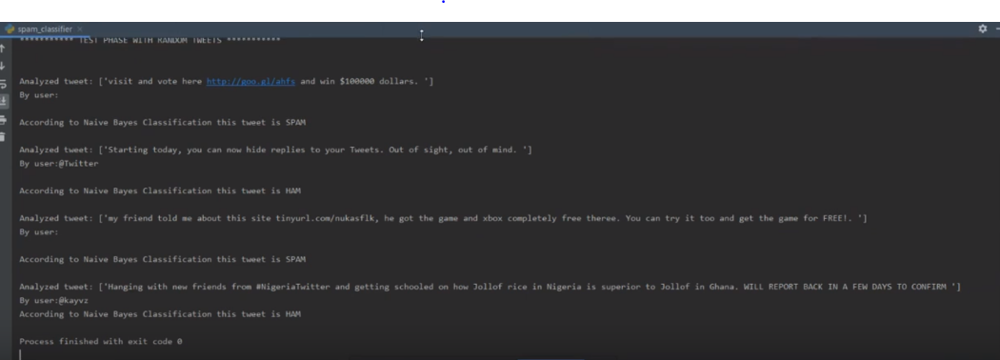 spam_classifier ×
*********** TEST PHASE WITH RANDOM TWEETS ***********
Analyzed tweet: ['visit and vote here http://goo.gl/ahfs and win $100000 dollars. ']
By user:
According to Naive Bayes Classification this tweet is SPAM
Analyzed tweet: ['Starting today, you can now hide replies to your Tweets. Out of sight, out of mind. ']
By user:@Twitter
According to Naive Bayes Classification this tweet is HAM
Analyzed tweet: ['my friend told me about this site tinyurl.com/nukasflk, he got the game and xbox completely free theree. You can try it too and get the game for FREE!. ']
By user:
According to Naive Bayes Classification this tweet is SPAM
Analyzed tweet: ['Hanging with new friends from #NigeriaTwitter and getting schooled on how Jollof rice in Nigeria is superior to Jollof in Ghana. WILL REPORT BACK IN A FEW DAYS TO CONFIRM ']
By user:@kayvz
According to Naive Bayes Classification this tweet is HAM
Process finished with exit code 0